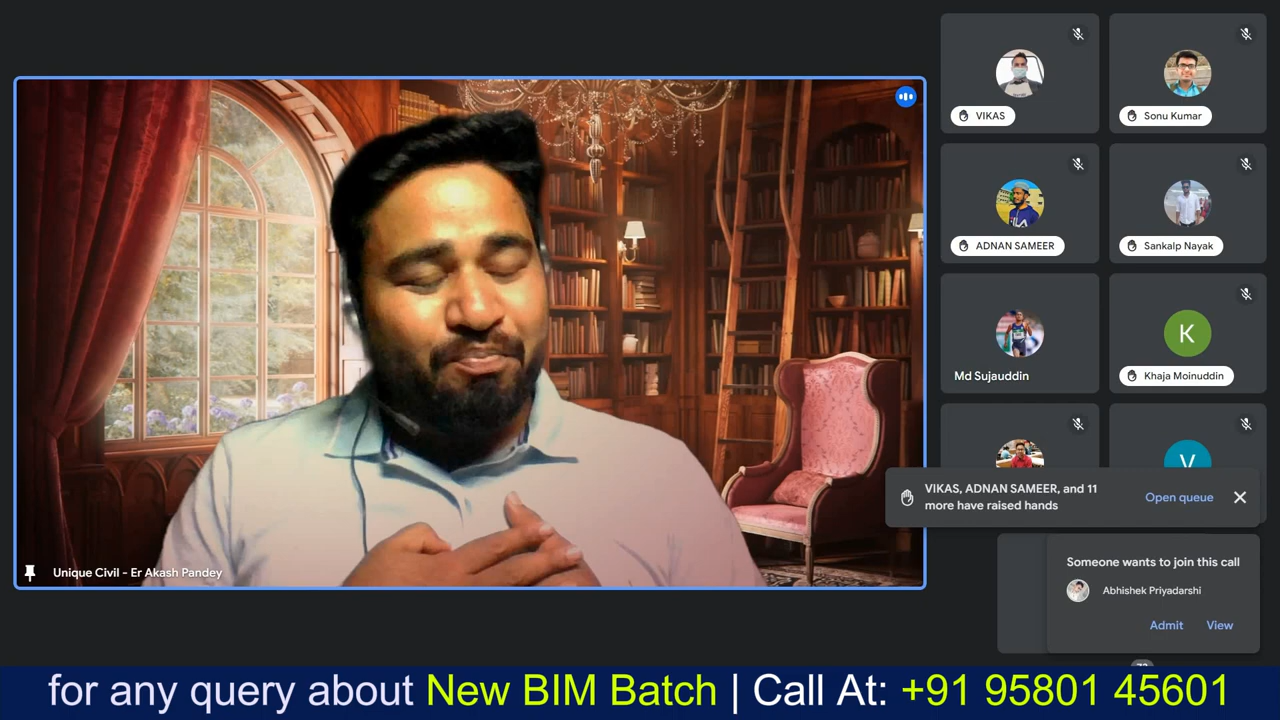 VIKAS
Sonu Kumar
ADNAN SAMEER
Sankalp Nayak
FILA
Md Sujauddin
K
Khaja Moinuddin
V
VIKAS, ADNAN SAMEER, and 11
more have raised hands
Open queue
Someone wants to join this call
Abhishek Priyadarshi
Admit
View
Unique Civil - Er Akash Pandey
for any query about New BIM Batch | Call At: +91 95801 45601